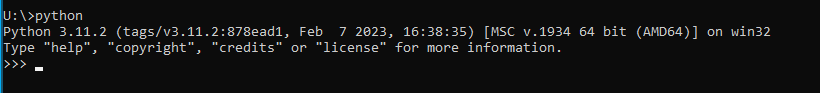 U:\>python
Python 3.11.2 (tags/v3.11.2:878ead1, Feb  7 2023, 16:38:35) [MSC v.1934 64 bit (AMD64)] on win32
Type "help", "copyright", "credits" or "license" for more information.
>>> _